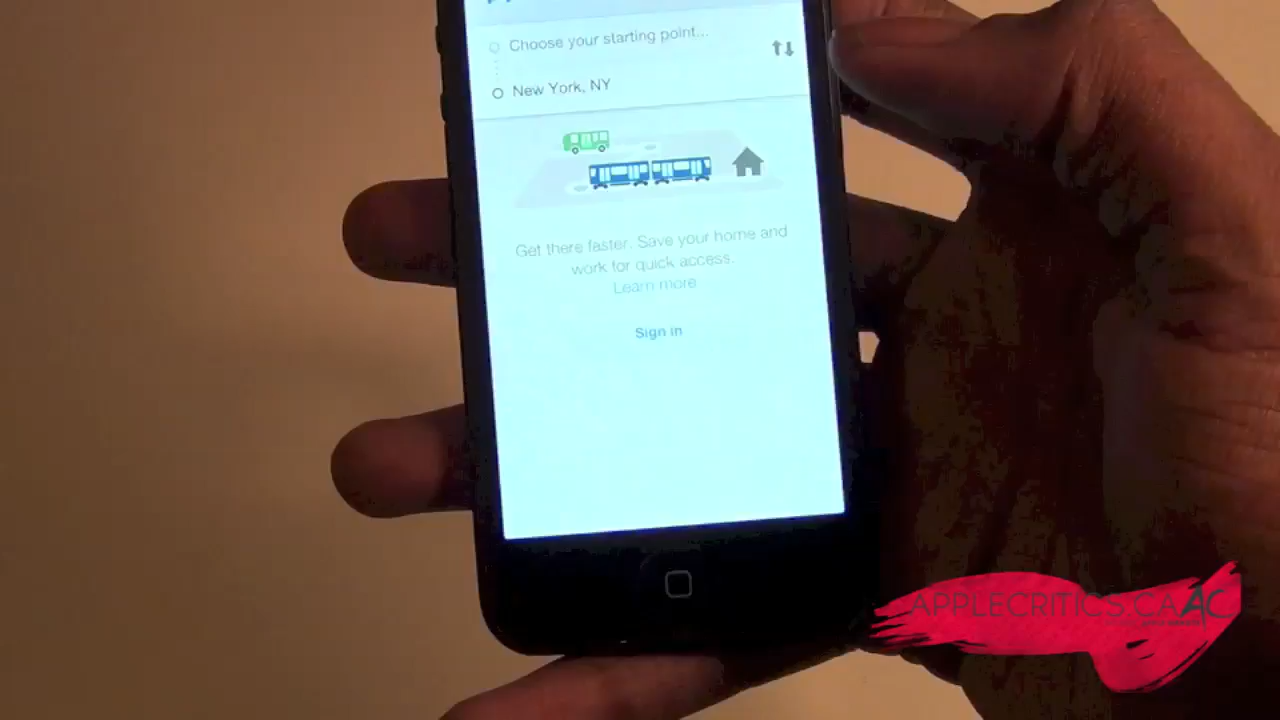 Choose your starting point...
New York, NY
Get there faster. Save your home and
work for quick access.
Learn more
Sign in
APPLECRITICS.CA AC